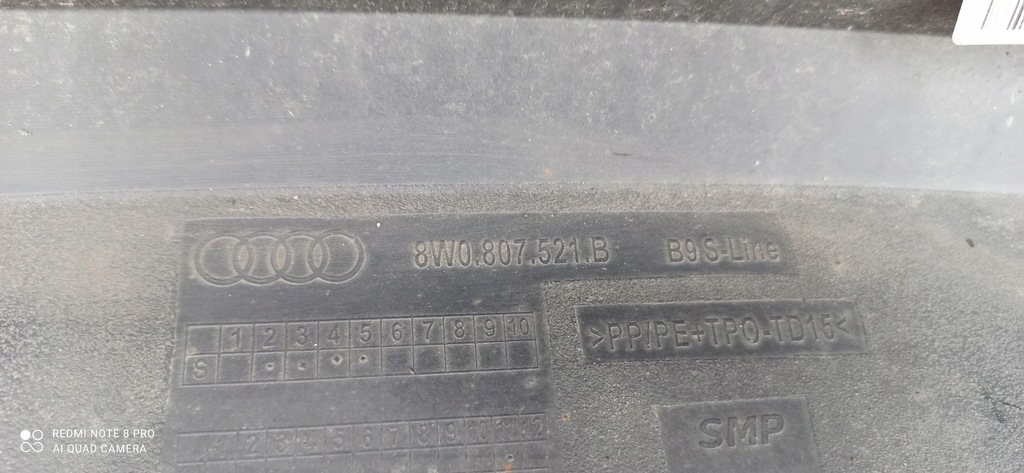 8W0.807.521.B B9 S-Line
1 2 3 4 5 6 7 8 9 10
S
>PP/PE+TPO-TD15<
SMP
2 3 4 5 6 7 8 9 10 11 12
REDMI NOTE 8 PRO
AI QUAD CAMERA